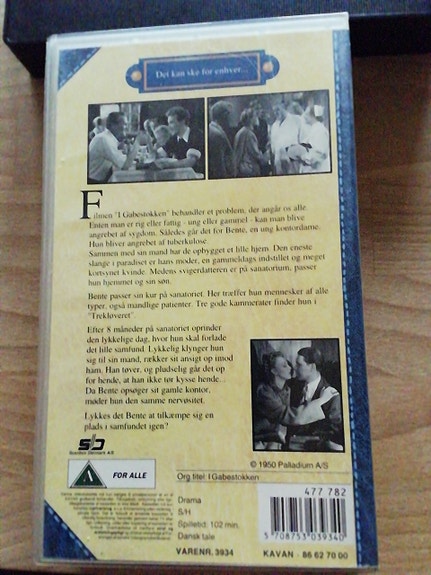 Det kan ske for enhver...
Filmen "I Gabestokken" behandler et problem, der angår os alle.
Enten man er rig eller fattig - ung eller gammel - kan man blive
angrebet af sygdom. Således går det for Bente, en ung kontordame.
Hun bliver angrebet af tuberkulose.
Sammen med sin mand har de opbygget et lille hjem. Den eneste
slange i paradiset er hans moder, en gammeldags indstillet og meget
kortsynet kvinde. Medens svigerdatteren er på sanatorium, passer
hun hjemmet og sin søn.
Bente passer sin kur på sanatoriet. Her træffer hun mennesker af alle
typer, også mandlige patienter. Tre gode kammerater finder hun i
"Trekløveret"
Efter 8 måneder på sanatoriet oprinder
den lykkelige dag, hvor hun skal forlade
det lille samfund. Lykkelig klynger hun
sig til sin mand, rækker sit ansigt op imod
ham. Han tøver, og pludselig går det op
for hende, at han ikke tør kysse hende. .
Da Bente opsøger sit gamle kontor,
møder hun den samme nervøsitet.
Lykkes det Bente at tilkæmpe sig en
plads i samfundet igen?
© 1950 Palladium A/S
Scanbox Danmark A/S
A
FOR ALLE
Org.titel: I Gabestokken
Drama
S/H
Spilletid: 102 min.
Dansk tale
VARENR. 3934
477 782
5 708753 039340
KAVAN - 86 62 70 00